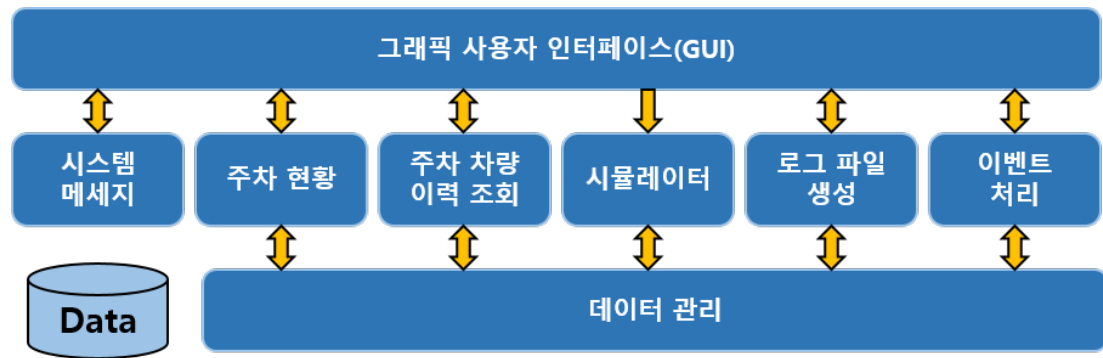 그래픽 사용자 인터페이스(GUI)
시스템
메세지
주차 현황
주차 차량
이력 조회
시뮬레이터
로그 파일
생성
이벤트
처리
Data
데이터 관리